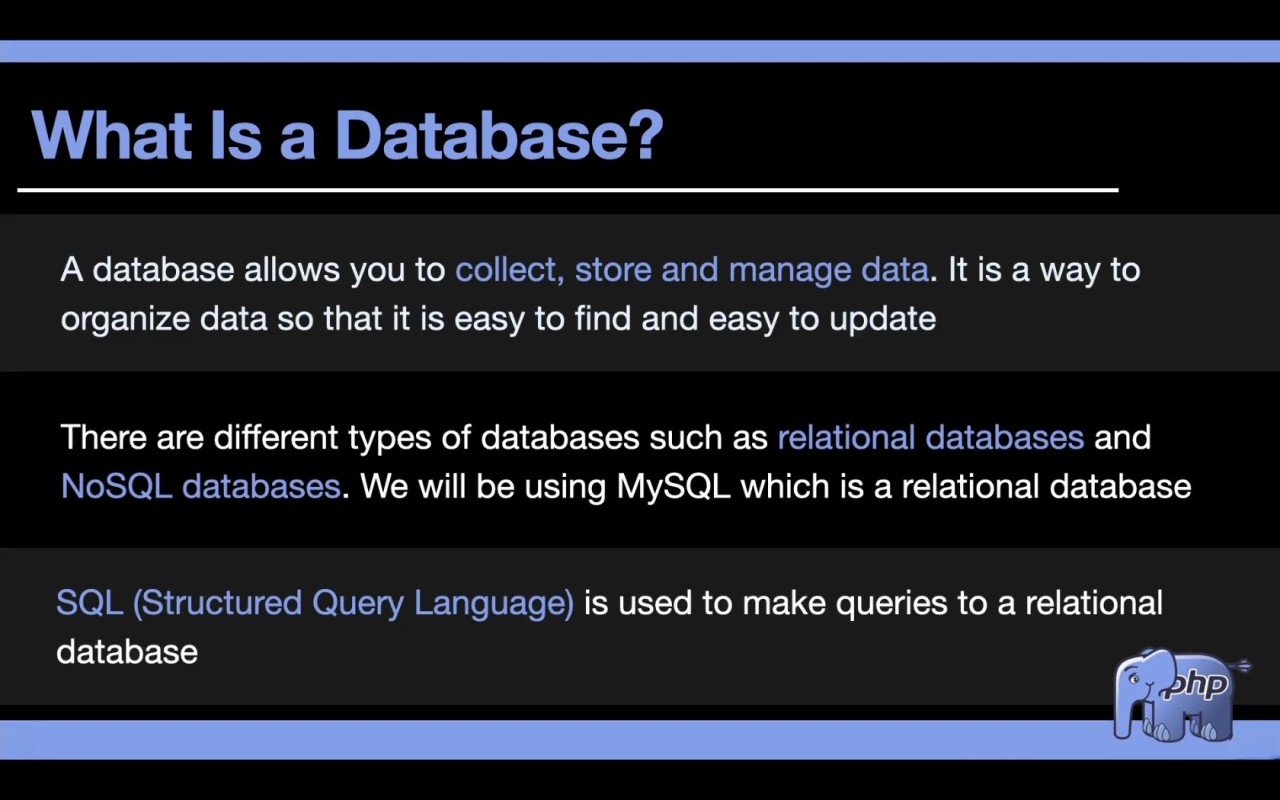 What Is a Database?
A database allows you to collect, store and manage data. It is a way to
organize data so that it is easy to find and easy to update
There are different types of databases such as relational databases and
NoSQL databases. We will be using MySQL which is a relational database
SQL (Structured Query Language) is used to make queries to a relational
database
php